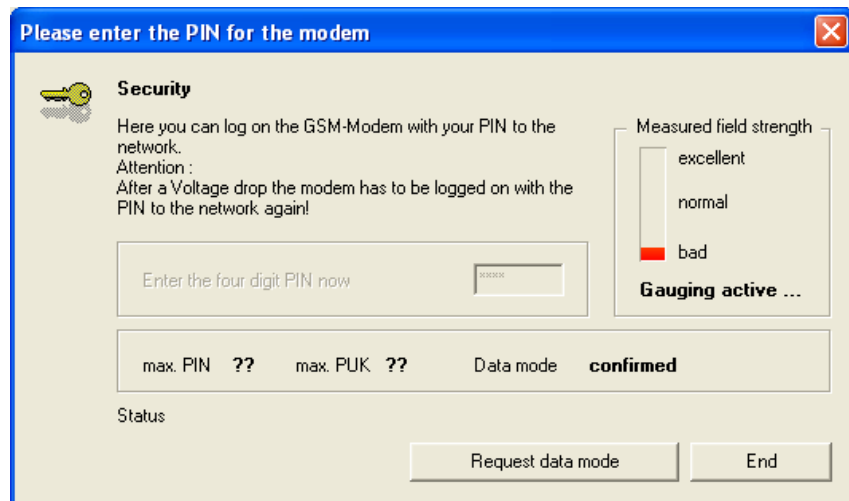 Please enter the PIN for the modem
Security
Here you can log on the GSM-Modem with your PIN to the
network.
Attention :
After a Voltage drop the modem has to be logged on with the
PIN to the network again!
Measured field strength
excellent
normal
bad
Gauging active ...
Enter the four digit PIN now
****
max. PIN ?? max. PUK ?? Data mode confirmed
Status
Request data mode End